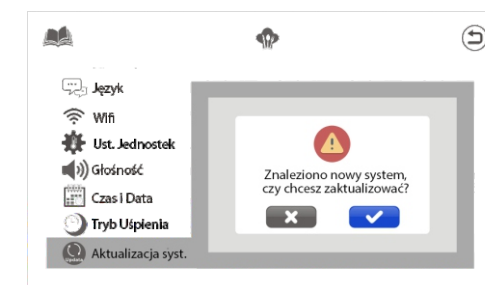 Język
Wifi
Ust. Jednostek
Głośność
Czas i Data
Tryb Uśpienia
Aktualizacja syst.
Znaleziono nowy system,
czy chcesz zaktualizować?